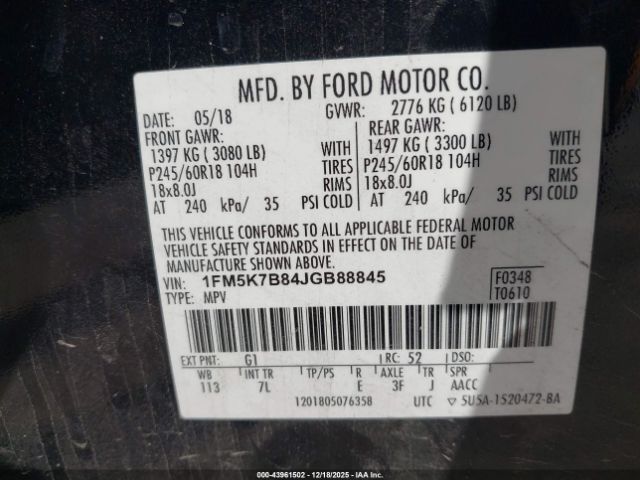 MFD. BY FORD MOTOR CO.
DATE: 05/18 GVWR: 2776 KG ( 6120 LB)
FRONT GAWR: REAR GAWR:
1397 KG ( 3080 LB) WITH 1497 KG ( 3300 LB) WITH
P245/60R18 104H TIRES P245/60R18 104H TIRES
18x8.0J RIMS 18x8.0J RIMS
AT 240 kPa/ 35 PSI COLD AT 240 kPa/ 35 PSI COLD
THIS VEHICLE CONFORMS TO ALL APPLICABLE FEDERAL MOTOR
VEHICLE SAFETY STANDARDS IN EFFECT ON THE DATE OF
MANUFACTURE SHOWN ABOVE.
VIN: 1FM5K7B84JGB88845 F0348
TYPE: MPV T0610
EXT PNT: G1 RC: 52 DSO:
WB INT TR TP/PS R AXLE TR SPR
113 7L E 3F J AACC
1201805076358 UTC ▽ 5U5A-1520472-BA
000-43961502 - 12/18/2025 - IAAI